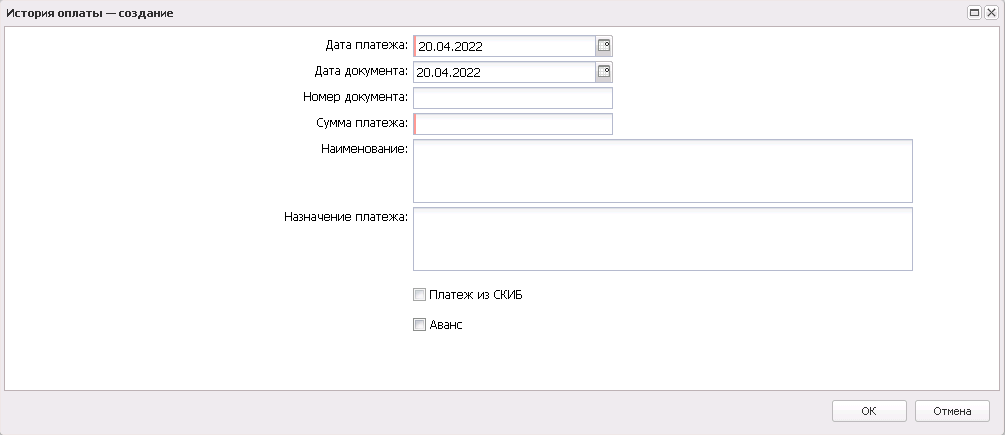 История оплаты — создание
Дата платежа: 20.04.2022
Дата документа: 20.04.2022
Номер документа:
Сумма платежа:
Наименование:
Назначение платежа:
Платеж из СКИБ
Аванс
ОК Отмена